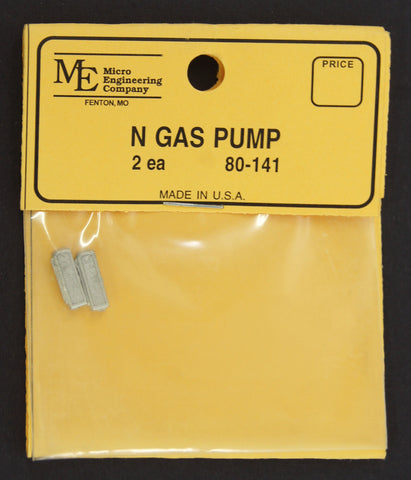 ME Micro
Engineering
Company
FENTON, MO
PRICE
N GAS PUMP
2 ea 80-141
MADE IN U.S.A.